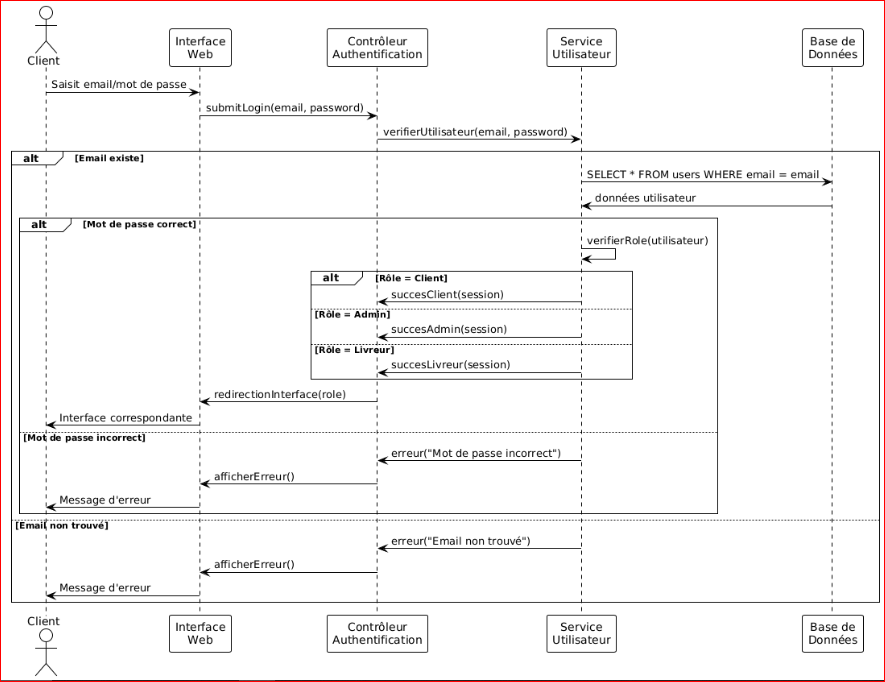 Client
Interface
Web
Contrôleur
Authentification
Service
Utilisateur
Base de
Données
Saisit email/mot de passe
submitLogin(email, password)
verifierUtilisateur(email, password)
alt [Email existe]
SELECT * FROM users WHERE email = email
données utilisateur
alt [Mot de passe correct]
verifierRole(utilisateur)
alt [Rôle = Client]
succesClient(session)
[Rôle = Admin]
succesAdmin(session)
[Rôle = Livreur]
succesLivreur(session)
redirectionInterface(role)
Interface correspondante
[Mot de passe incorrect]
erreur("Mot de passe incorrect")
afficherErreur()
Message d'erreur
[Email non trouvé]
erreur("Email non trouvé")
afficherErreur()
Message d'erreur
Client
Interface
Web
Contrôleur
Authentification
Service
Utilisateur
Base de
Données